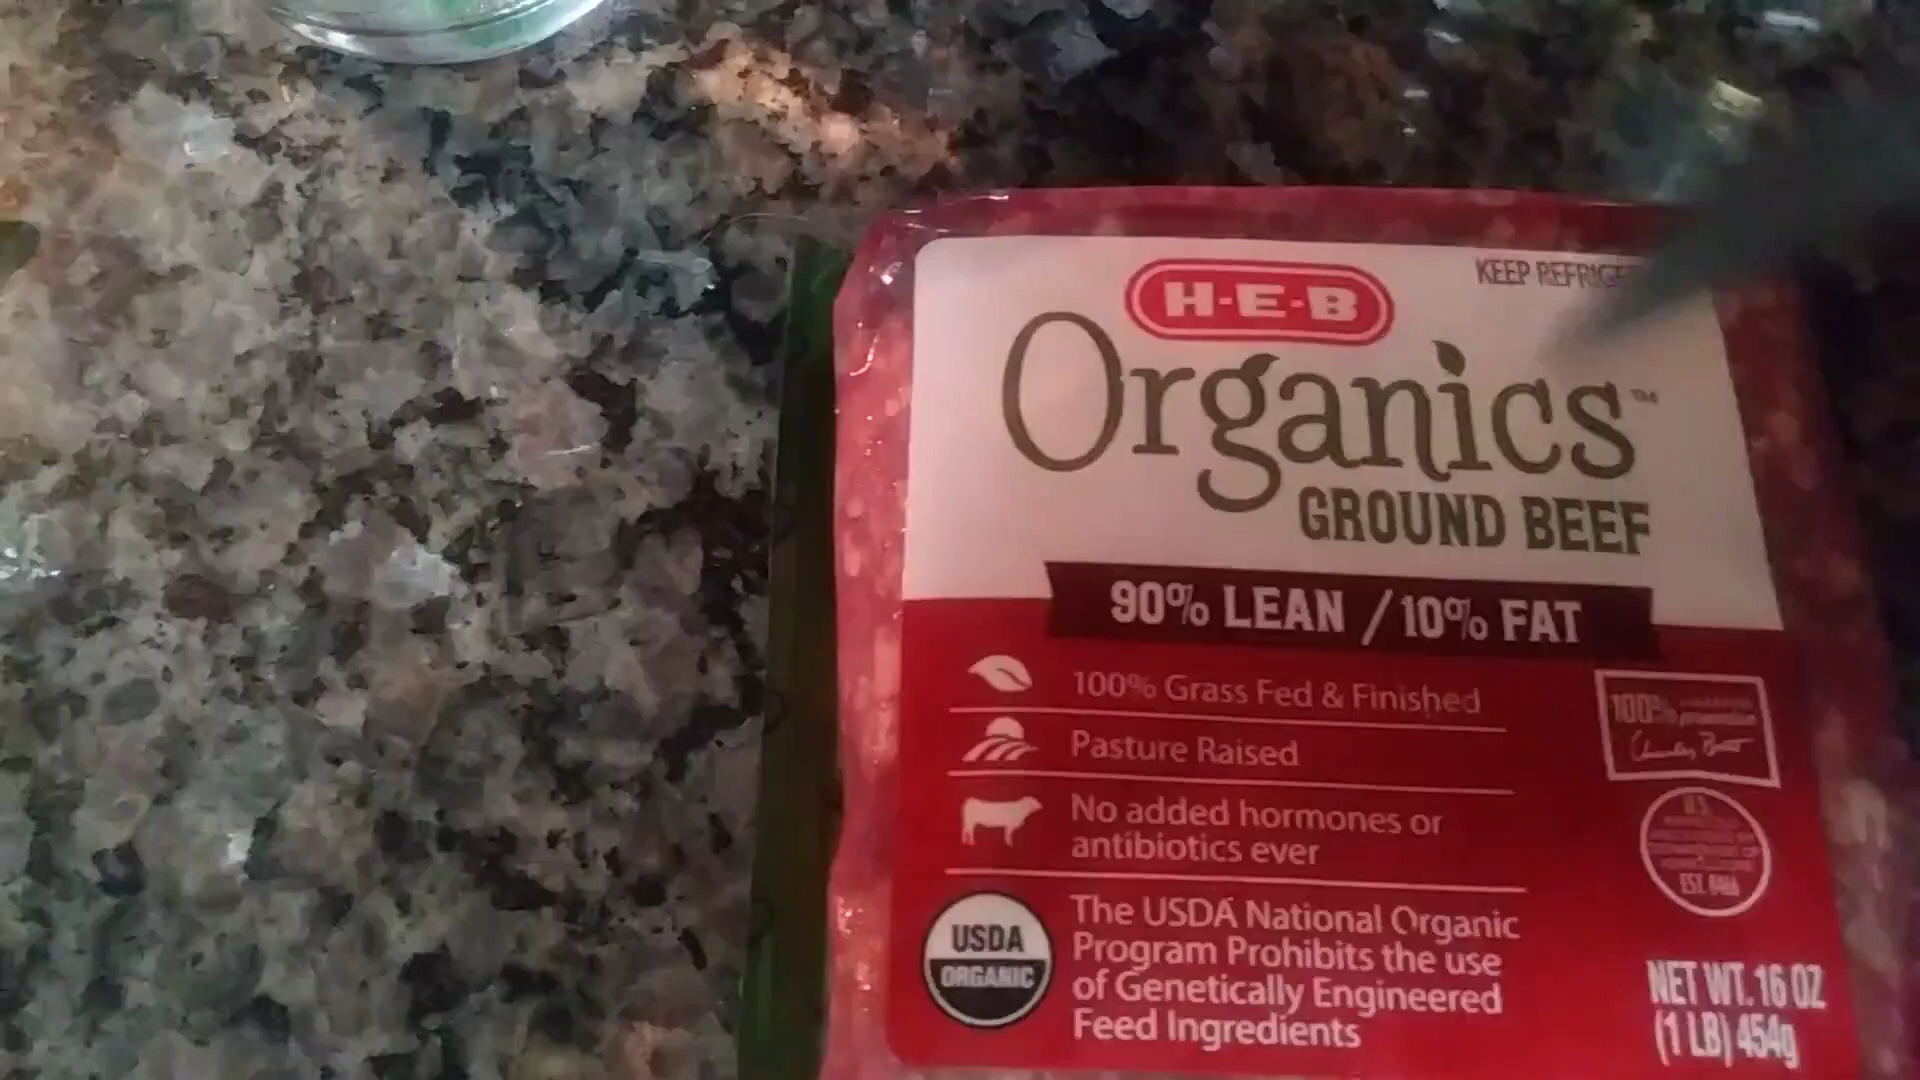 H-E-B
KEEP REFRIGE
Organics™
GROUND BEEF
90% LEAN / 10% FAT
100% Grass Fed & Finished
Pasture Raised
No added hormones or
antibiotics ever
100%
USDA
ORGANIC
The USDA National Organic
Program Prohibits the use
of Genetically Engineered
Feed Ingredients
U.S.
EST.
NET WT. 16 OZ
(1 LB) 454g